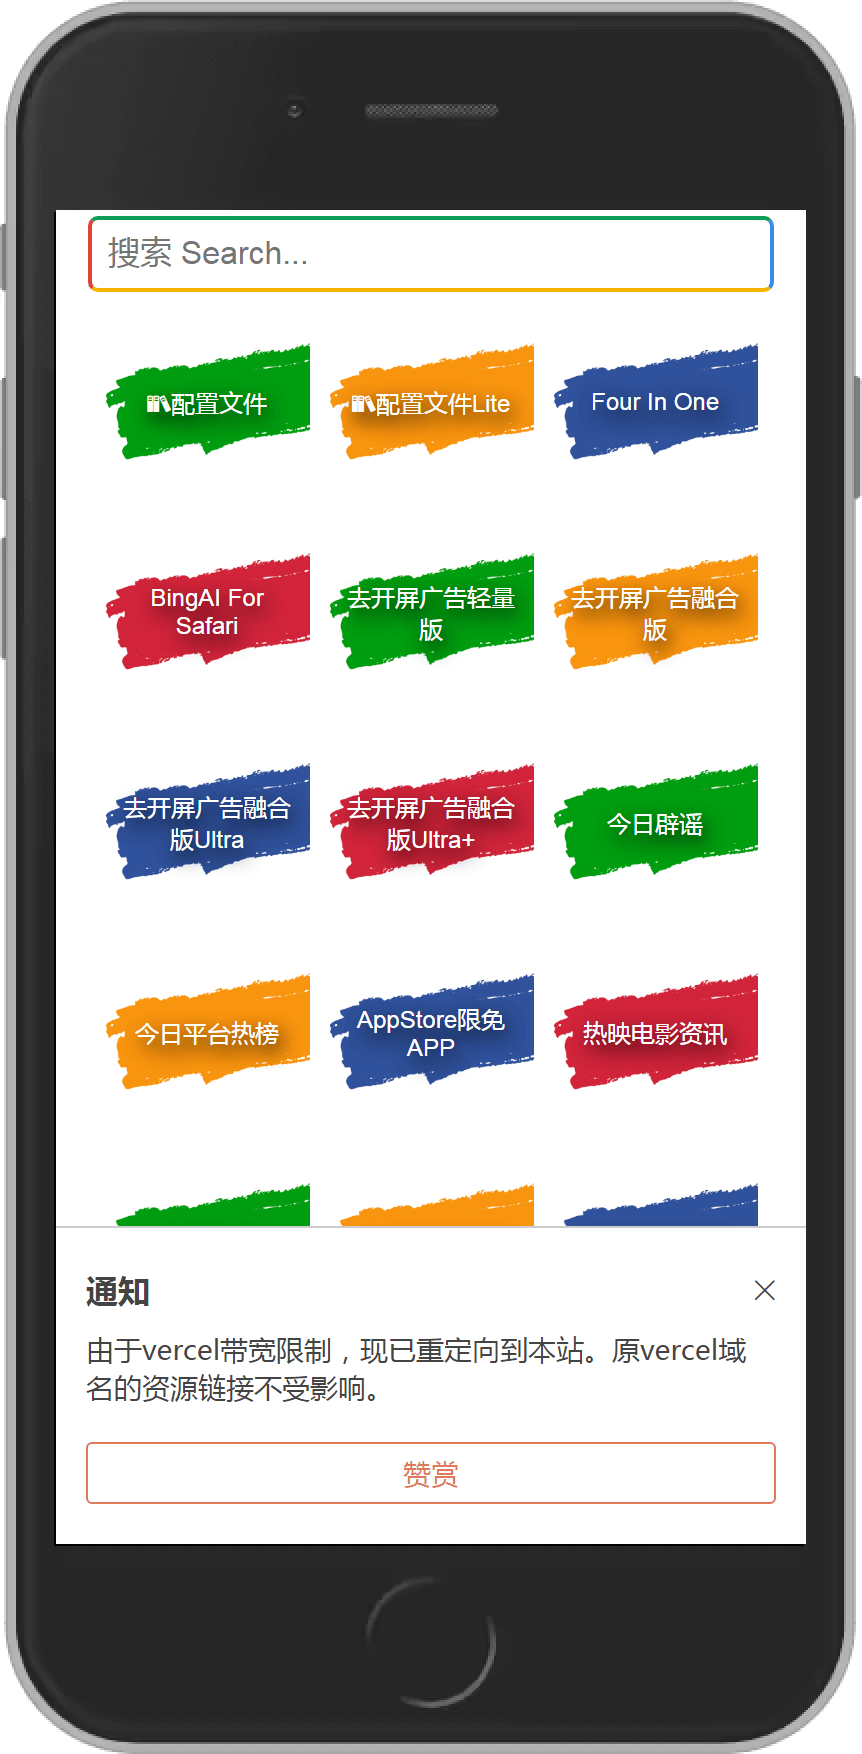 搜索 Search...
配置文件
配置文件Lite
Four In One
BingAI For
Safari
去开屏广告轻量
版
去开屏广告融合
版
去开屏广告融合
版Ultra
去开屏广告融合
版Ultra+
今日辟谣
今日平台热榜
AppStore限免
APP
热映电影资讯
通知
由于vercel带宽限制，现已重定向到本站。原vercel域
名的资源链接不受影响。
赞赏